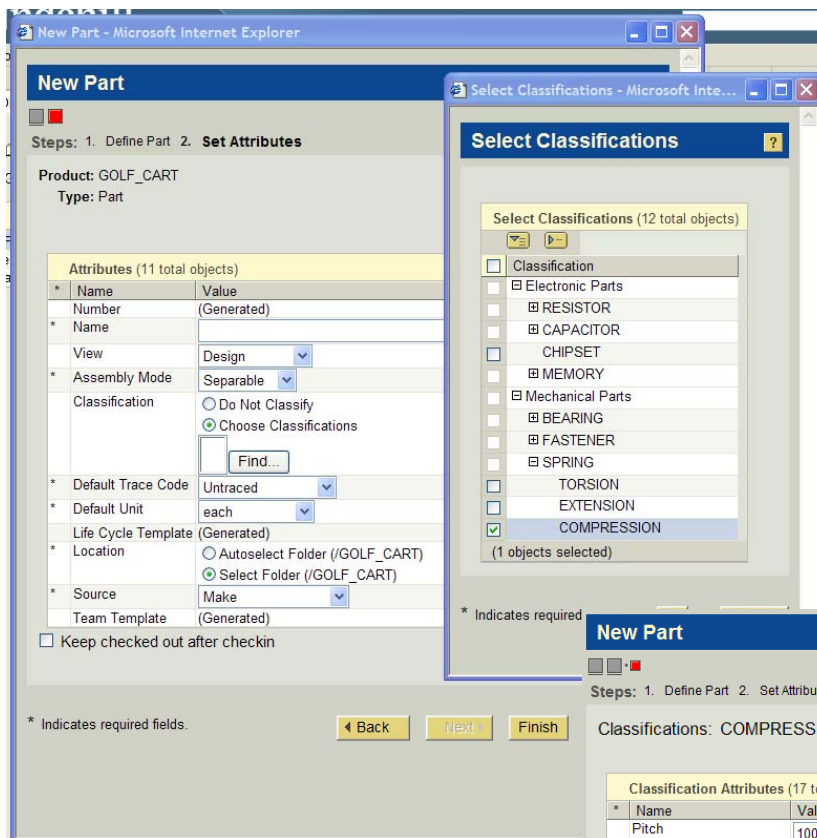 New Part - Microsoft Internet Explorer
New Part
Steps: 1. Define Part 2. Set Attributes
Product: GOLF_CART
Type: Part
Attributes (11 total objects)
* Name Value
Number (Generated)
* Name
View Design
* Assembly Mode Separable
Classification Do Not Classify
Choose Classifications
Find...
* Default Trace Code Untraced
* Default Unit each
Life Cycle Template (Generated)
* Location Autoselect Folder (/GOLF_CART)
Select Folder (/GOLF_CART)
* Source Make
Team Template (Generated)
Keep checked out after checkin
* Indicates required fields.
Back Next Finish
Select Classifications - Microsoft Inte...
Select Classifications ?
Select Classifications (12 total objects)
Classification
Electronic Parts
RESISTOR
CAPACITOR
CHIPSET
MEMORY
Mechanical Parts
BEARING
FASTENER
SPRING
TORSION
EXTENSION
COMPRESSION
(1 objects selected)
* Indicates required
New Part
Steps: 1. Define Part 2. Set Attribu
Classifications: COMPRESS
Classification Attributes (17 t
* Name Val
Pitch 100